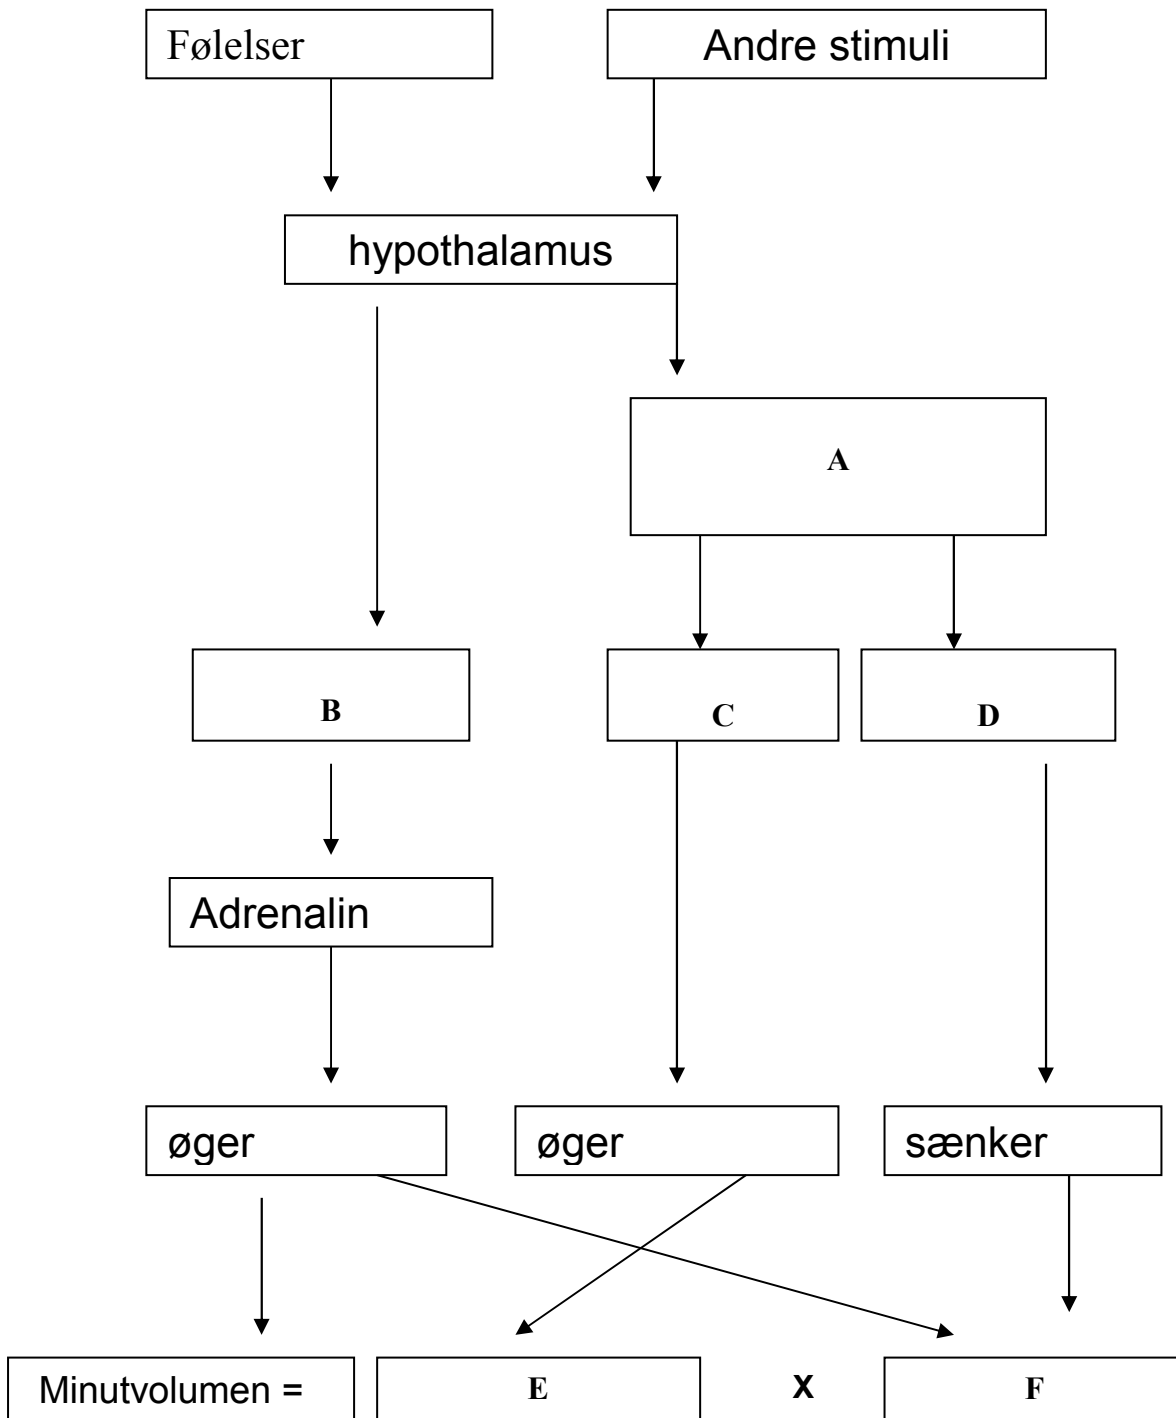 Følelser
Andre stimuli
hypothalamus
A
B
C
D
Adrenalin
øger
øger
sænker
Minutvolumen =
E
X
F